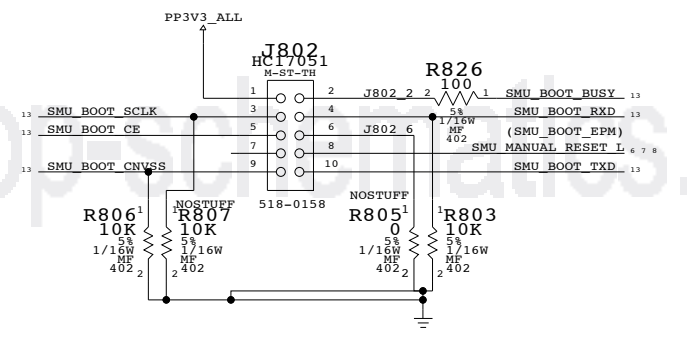 PP3V3_ALL
J802
HC17051
M-ST-TH
R826
100
5%
1/16W
MF
402
1 2 J802_2 2 1 SMU_BOOT_BUSY 13
13 SMU_BOOT_SCLK 3 4 SMU_BOOT_RXD 13
13 SMU_BOOT_CE 5 6 J802_6 (SMU_BOOT_EPM)
7 8 SMU_MANUAL_RESET_L 6 7 8
13 SMU_BOOT_CNVSS 9 10 SMU_BOOT_TXD 13
518-0158
NOSTUFF
R806
10K
5%
1/16W
MF
402
1
2
NOSTUFF
R807
10K
5%
1/16W
MF
402
1
2
R805
0
5%
1/16W
MF
402
1
2
R803
10K
5%
1/16W
MF
402
1
2